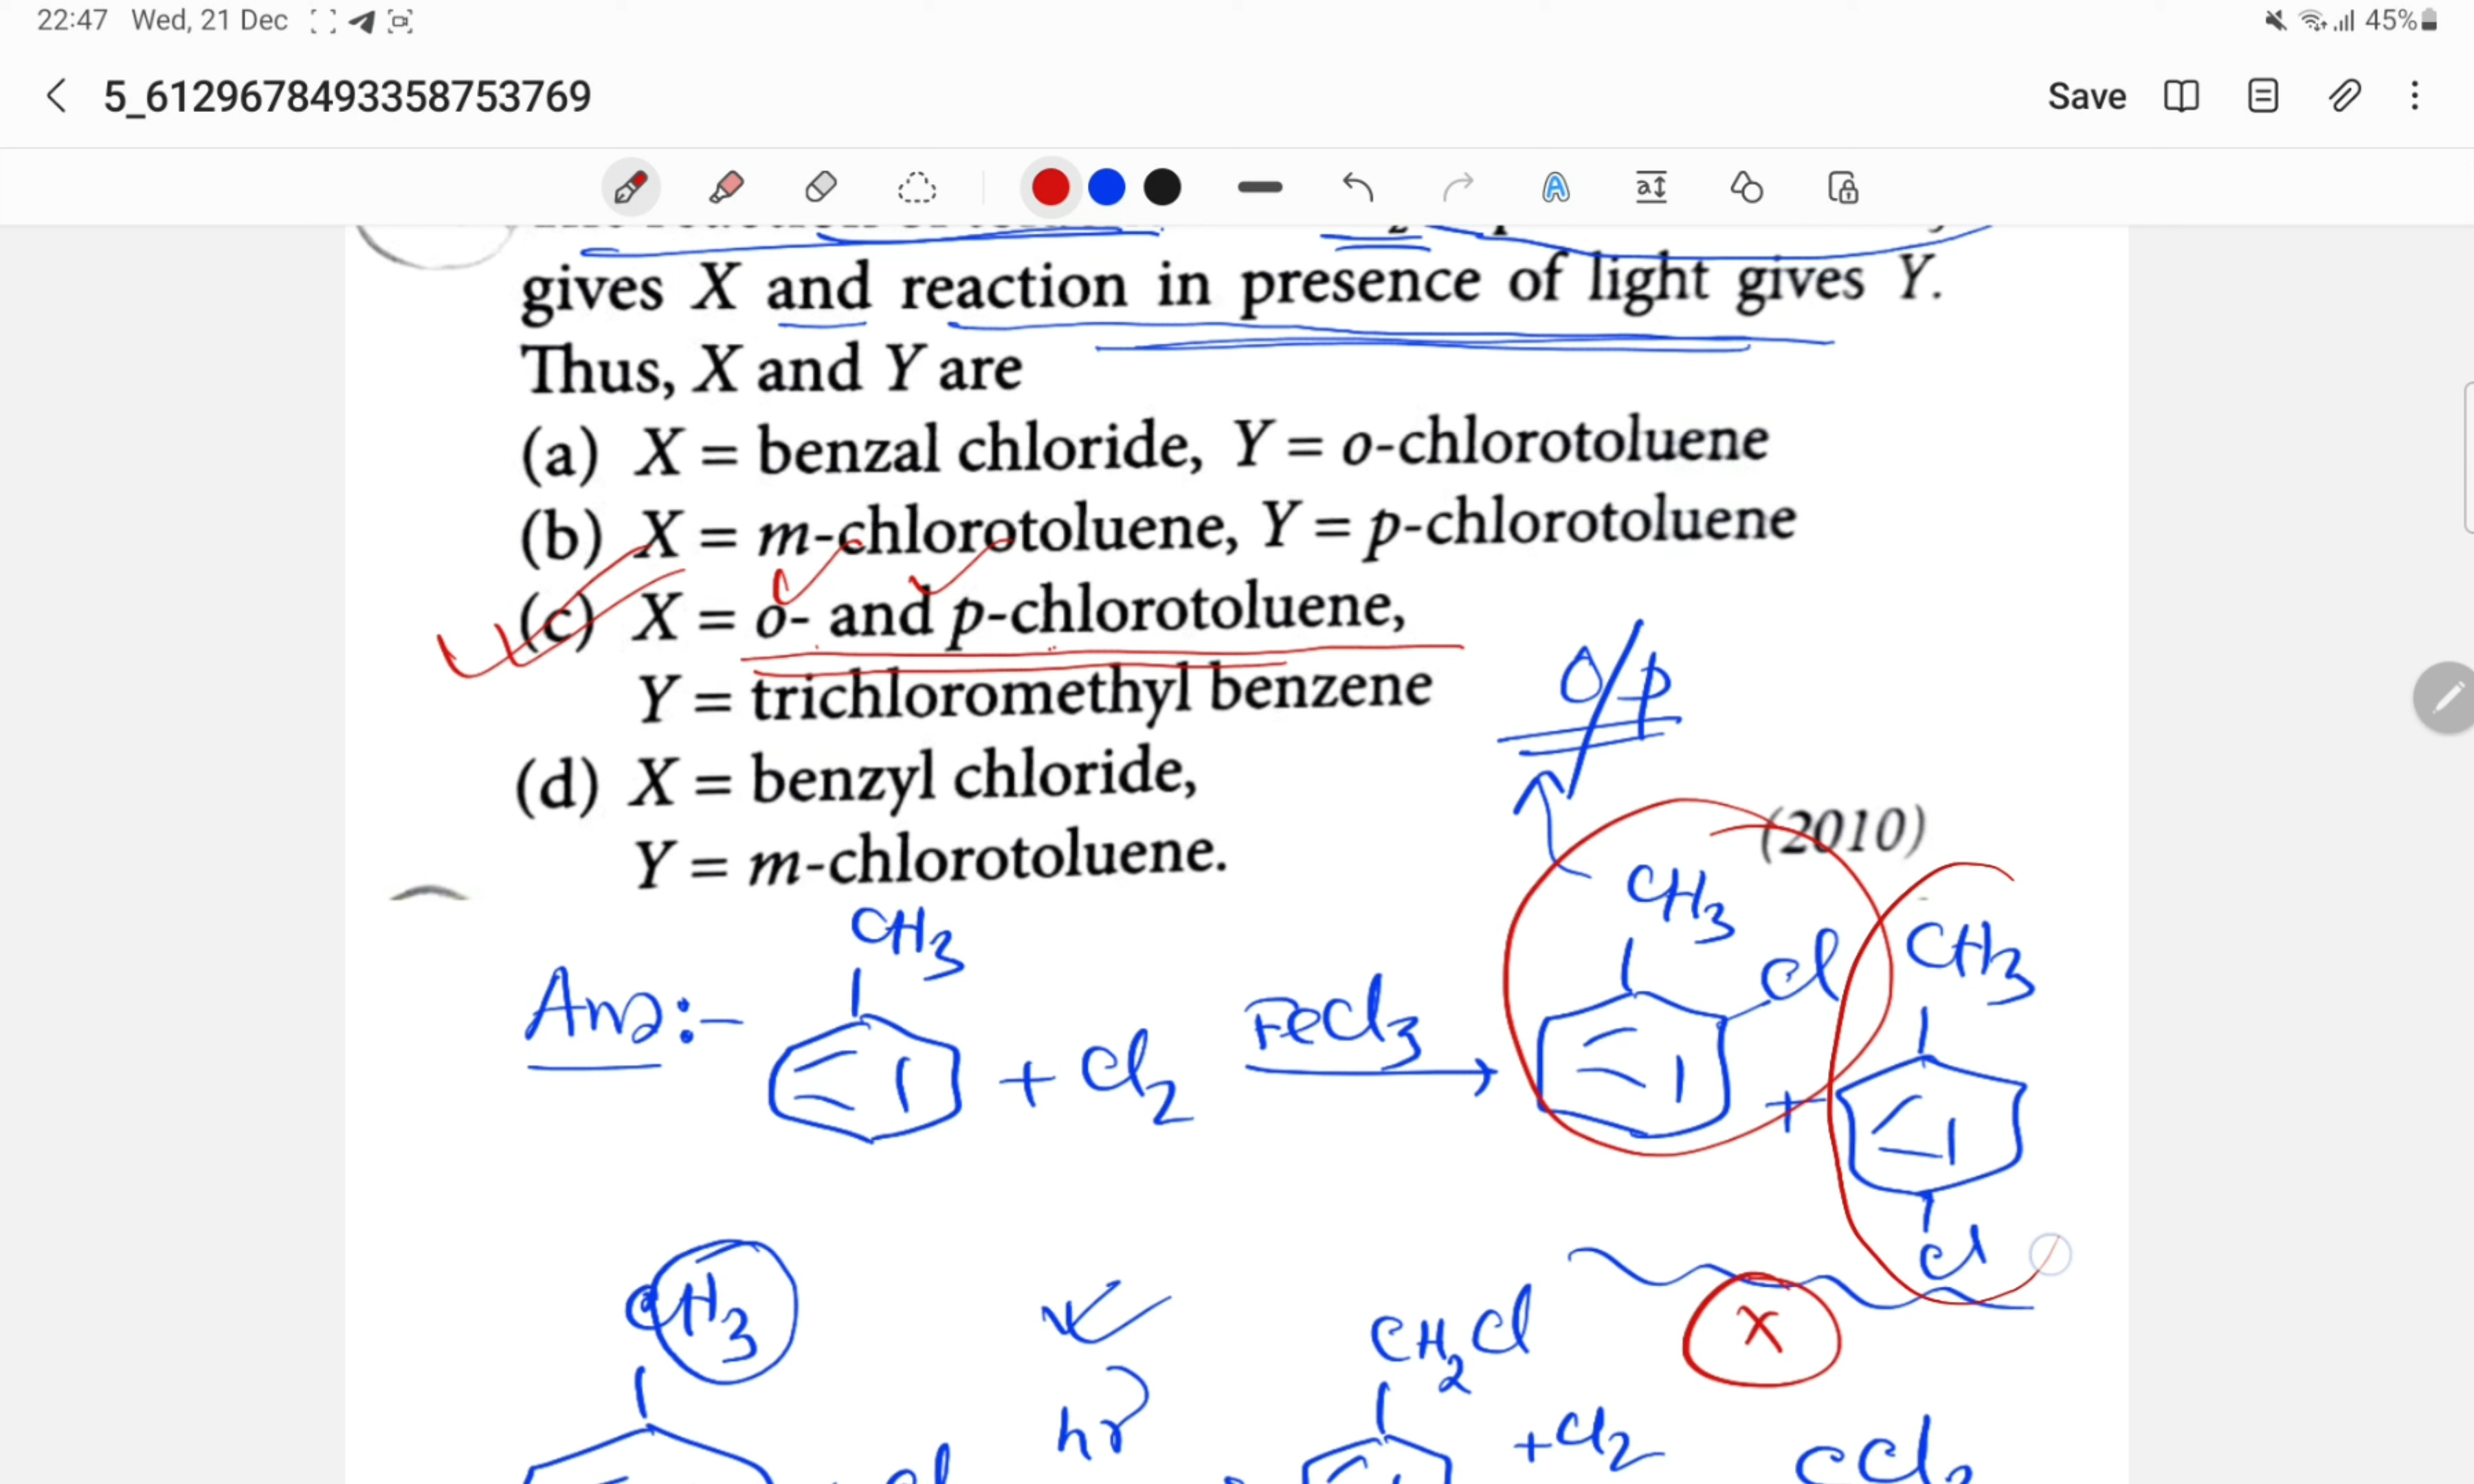 22:47 Wed, 21 Dec
45%
5_6129678493358753769
Save
gives X and reaction in presence of light gives Y.
Thus, X and Y are
(a) X = benzal chloride, Y = o-chlorotoluene
(b) X = m-chlorotoluene, Y = p-chlorotoluene
(c) X = o- and p-chlorotoluene,
Y = trichloromethyl benzene
O/p
(d) X = benzyl chloride,
(2010)
Y = m-chlorotoluene.
CH3
CH3
Cl
CH3
Ans:-
+ Cl2
FeCl3
+
Cl
CH3
CH2Cl
X
hν
+Cl2